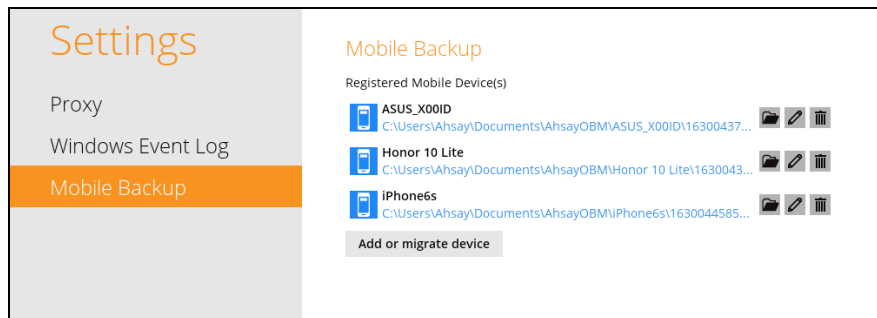 Settings
Proxy
Windows Event Log
Mobile Backup
Mobile Backup
Registered Mobile Device(s)
ASUS_X00ID
C:\Users\Ahsay\Documents\AhsayOBM\ASUS_X00ID\16300437...
Honor 10 Lite
C:\Users\Ahsay\Documents\AhsayOBM\Honor 10 Lite\1630043...
iPhone6s
C:\Users\Ahsay\Documents\AhsayOBM\iPhone6s\1630044585...
Add or migrate device